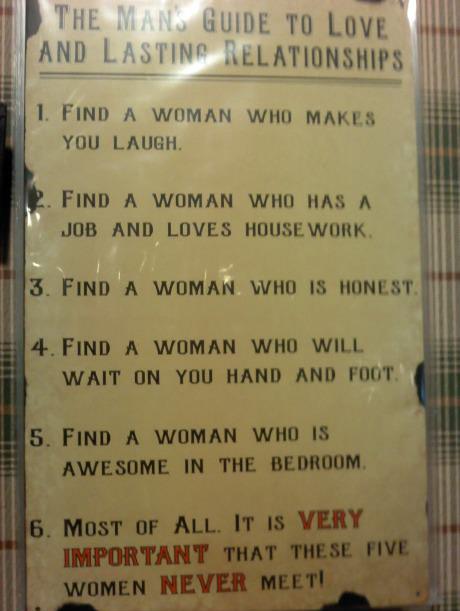 The Man's Guide to Love
and Lasting Relationships
1. Find a woman who makes
you laugh.
2. Find a woman who has a
job and loves housework.
3. Find a woman who is honest.
4. Find a woman who will
wait on you hand and foot.
5. Find a woman who is
awesome in the bedroom.
6. Most of All. It is VERY
IMPORTANT that these five
women NEVER meet!